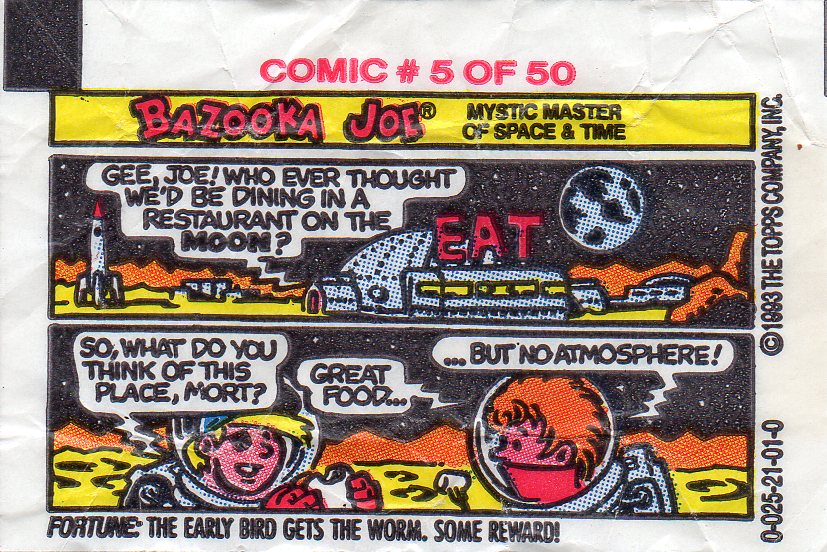 COMIC # 5 OF 50
BAZOOKA JOE® MYSTIC MASTER
OF SPACE & TIME
GEE, JOE! WHO EVER THOUGHT
WE'D BE DINING IN A
RESTAURANT ON THE
MOON?
EAT
SO, WHAT DO YOU
THINK OF THIS
PLACE, MORT?
GREAT
FOOD...
... BUT NO ATMOSPHERE!
FORTUNE: THE EARLY BIRD GETS THE WORM. SOME REWARD!
© 1983 THE TOPPS COMPANY, INC.
0-025-21-01-0